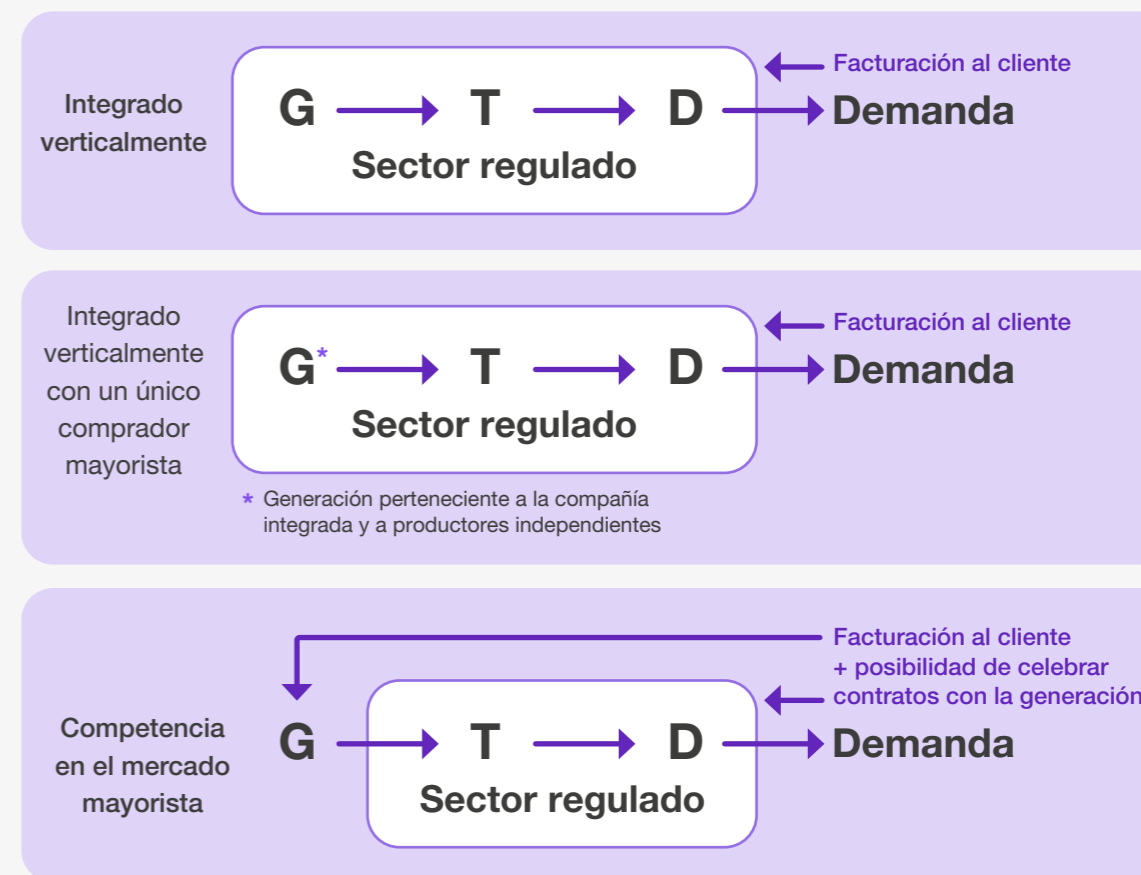 Integrado
verticalmente
G T D
Sector regulado
Facturación al cliente
Demanda
Integrado
verticalmente
con un único
comprador
mayorista
G* T D
Sector regulado
Facturación al cliente
Demanda
* Generación perteneciente a la compañía
integrada y a productores independientes
Competencia
en el mercado
mayorista
G T D
Sector regulado
Facturación al cliente
+ posibilidad de celebrar
contratos con la generación
Demanda